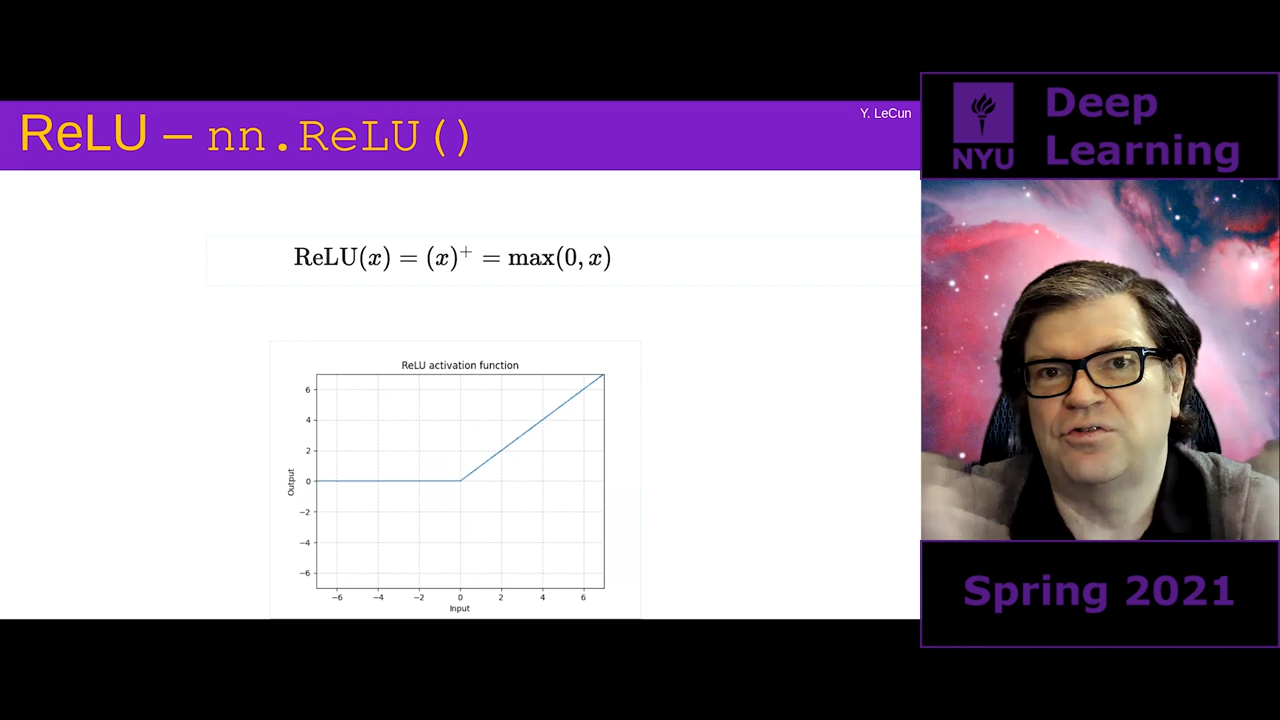 ReLU – nn.ReLU()
Y. LeCun
ReLU(x) = (x)⁺ = max(0, x)
ReLU activation function
Output
6
4
2
0
−2
−4
−6
−6 −4 −2 0 2 4 6
Input
NYU
Deep
Learning
Spring 2021